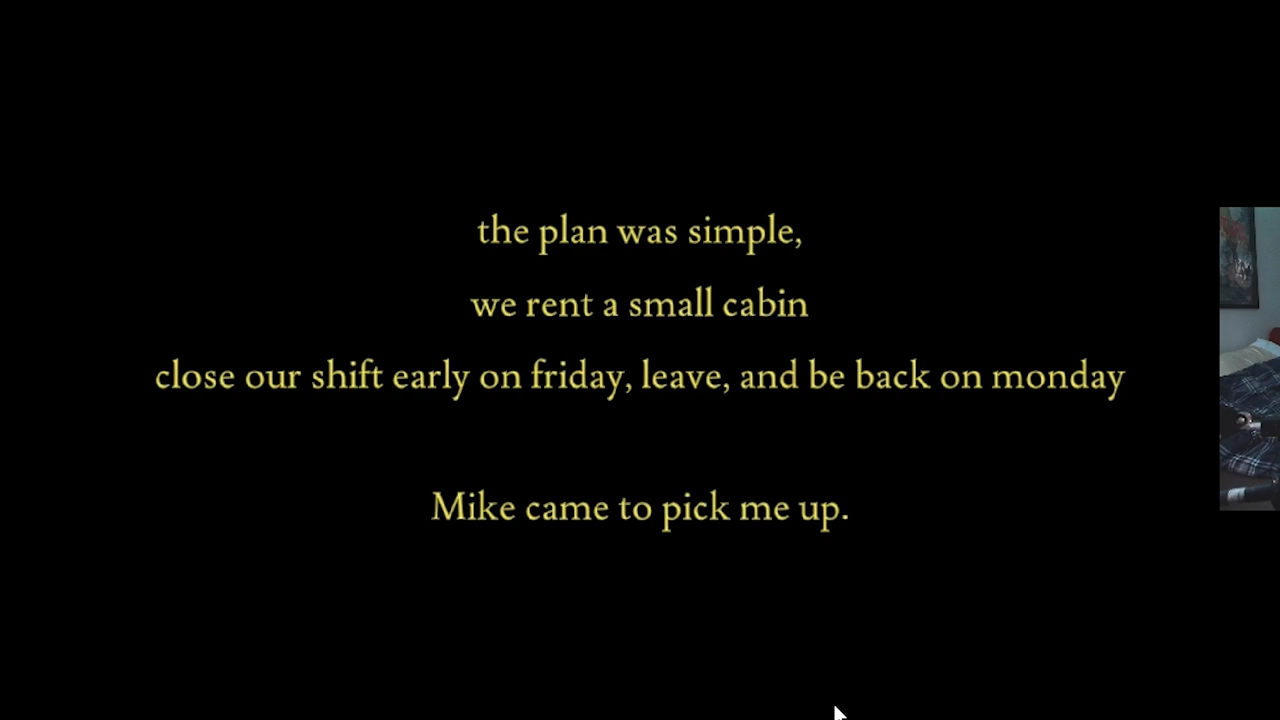 the plan was simple,
we rent a small cabin
close our shift early on friday, leave, and be back on monday
Mike came to pick me up.